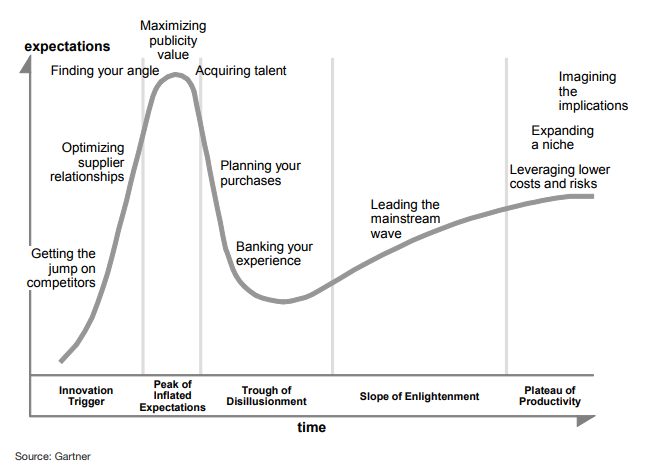 Maximizing
publicity
value
expectations
Finding your angle
Acquiring talent
Imagining
the
implications
Expanding
a niche
Optimizing
supplier
relationships
Planning your
purchases
Leveraging lower
costs and risks
Leading the
mainstream
wave
Getting the
jump on
competitors
Banking your
experience
Innovation
Trigger
Peak of
Inflated
Expectations
Trough of
Disillusionment
Slope of Enlightenment
Plateau of
Productivity
time
Source: Gartner